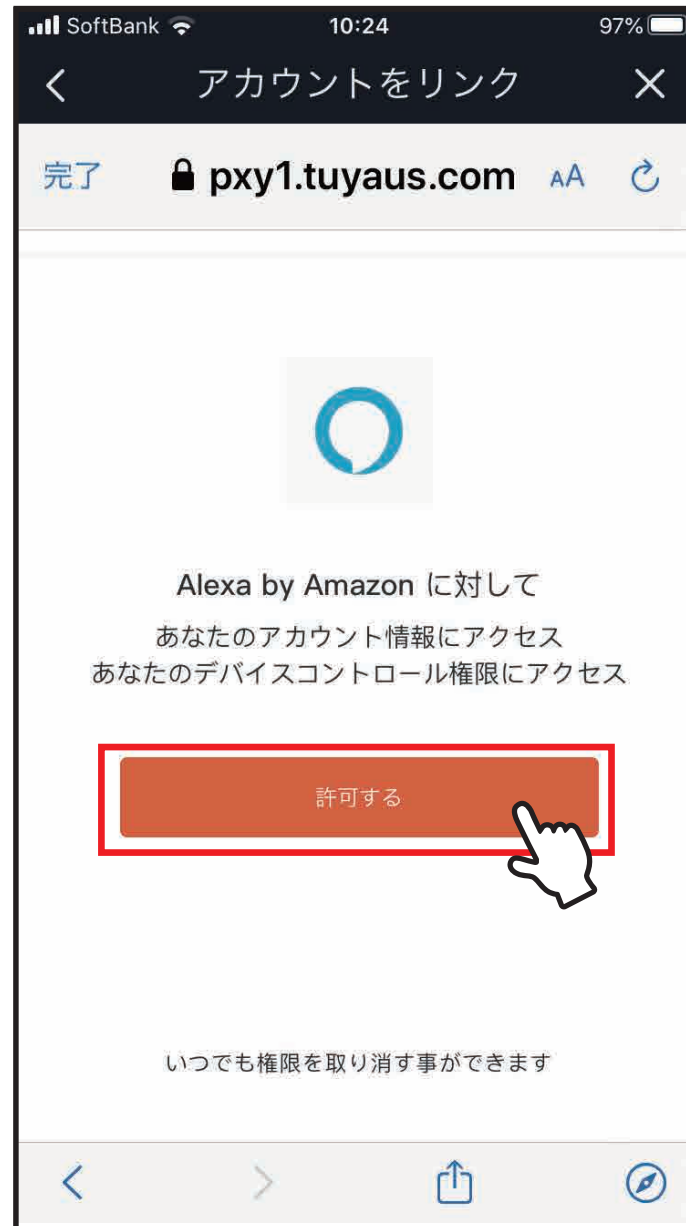 SoftBank 10:24 97%
アカウントをリンク
完了 pxy1.tuyaus.com AA
Alexa by Amazon に対して
あなたのアカウント情報にアクセス
あなたのデバイスコントロール権限にアクセス
許可する
いつでも権限を取り消す事ができます